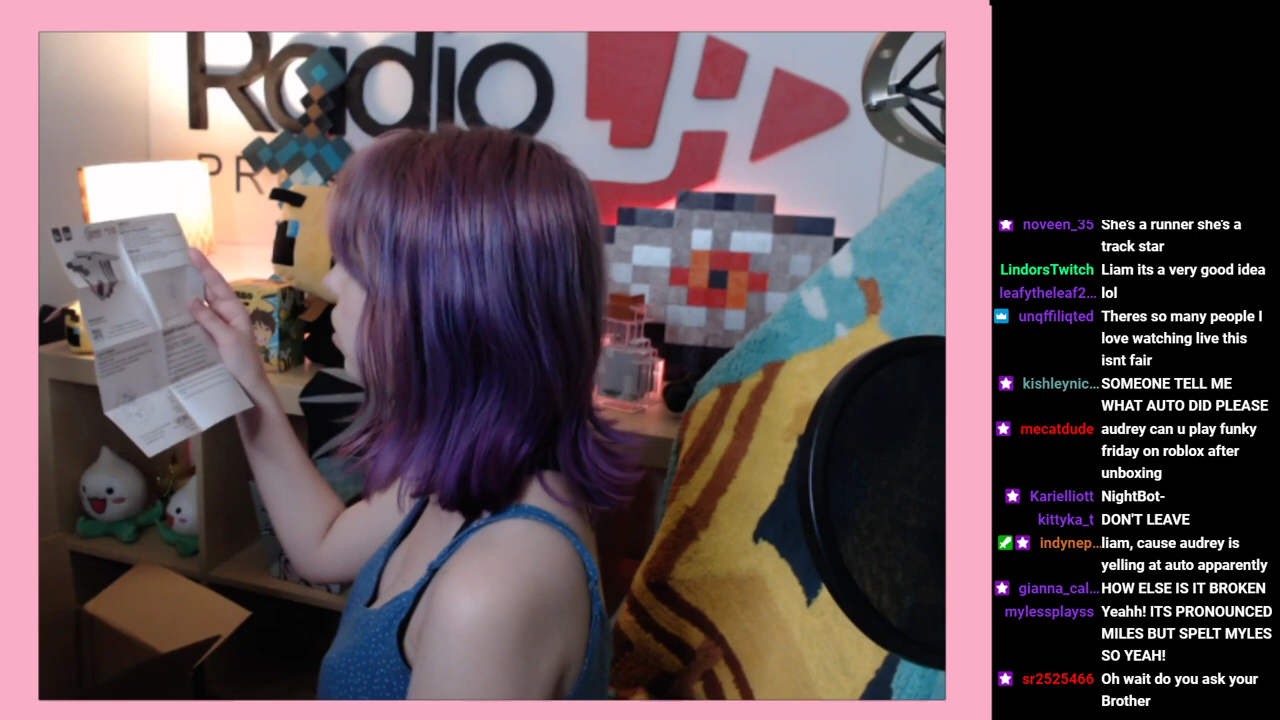 Radio
PR
noveen_35 She's a runner she's a
track star
LindorsTwitch Liam its a very good idea
leafytheleaf2... lol
unqffiliqted Theres so many people I
love watching live this
isnt fair
kishleynic... SOMEONE TELL ME
WHAT AUTO DID PLEASE
mecatdude audrey can u play funky
friday on roblox after
unboxing
Karielliott NightBot-
kittyka_t DON'T LEAVE
indynep... liam, cause audrey is
yelling at auto apparently
gianna_cal... HOW ELSE IS IT BROKEN
mylessplayss Yeahh! ITS PRONOUNCED
MILES BUT SPELT MYLES
SO YEAH!
sr2525466 Oh wait do you ask your
Brother